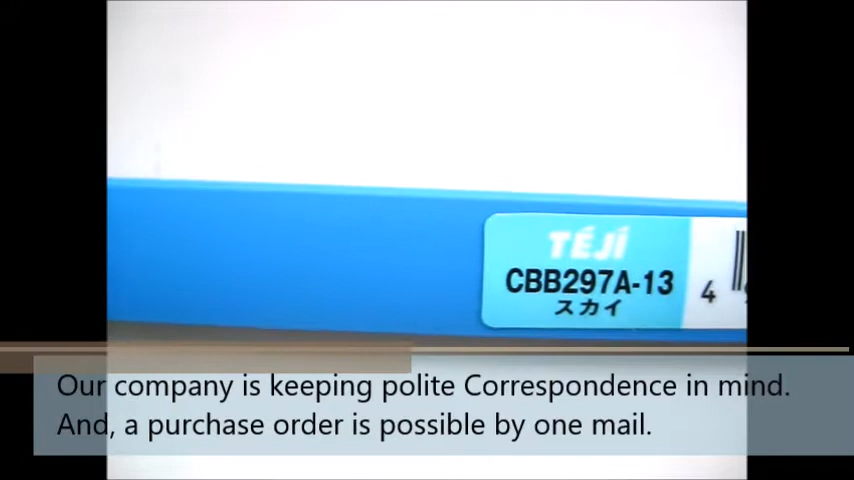 TÉJÍ
CBB297A-13
スカイ
4
Our company is keeping polite Correspondence in mind.
And, a purchase order is possible by one mail.